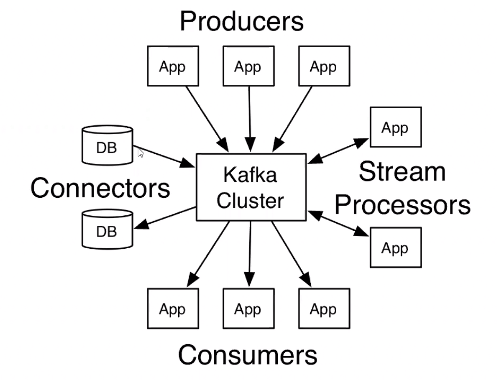 Producers
App
App
App
DB
App
Connectors
Kafka
Cluster
Stream
Processors
DB
App
App
App
App
Consumers